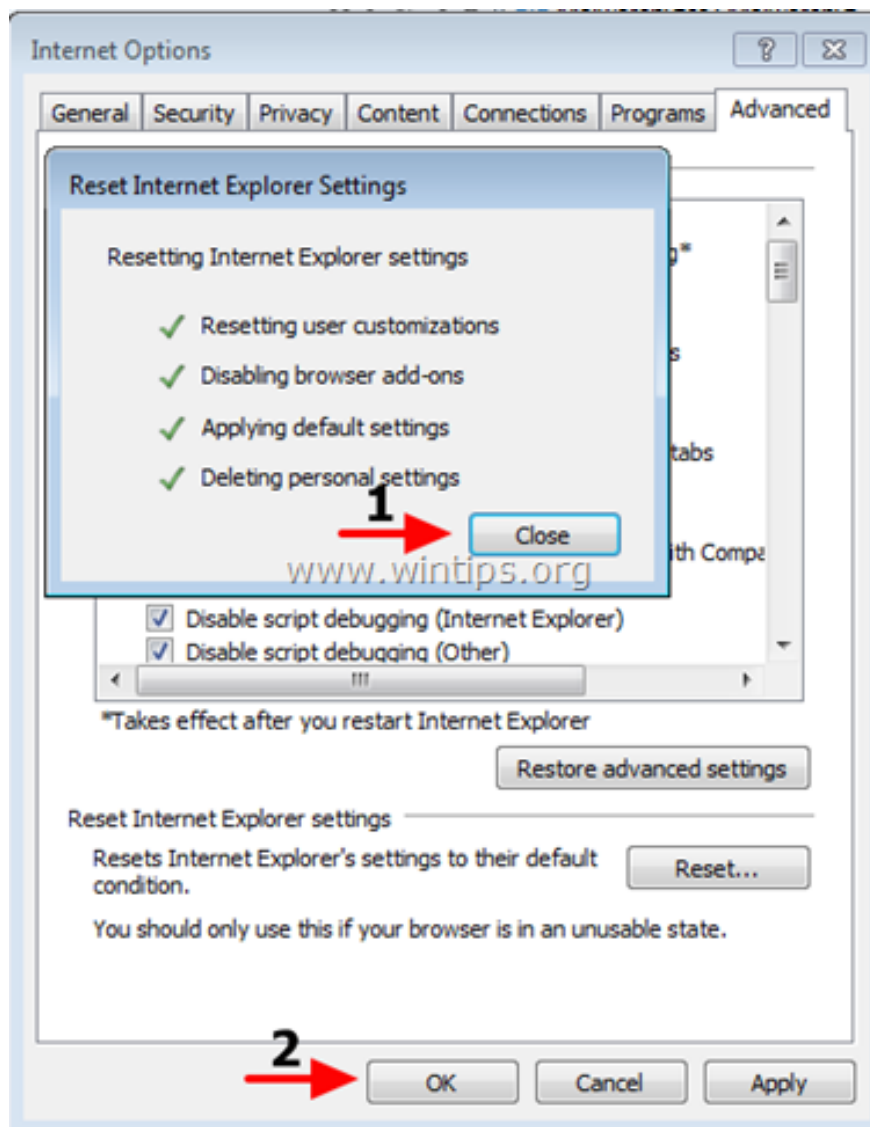 Internet Options
General Security Privacy Content Connections Programs Advanced
Reset Internet Explorer Settings
Resetting Internet Explorer settings
g*
Resetting user customizations
s
Disabling browser add-ons
Applying default settings
tabs
Deleting personal settings
1
Close
ith Compa
www.wintips.org
Disable script debugging (Internet Explorer)
Disable script debugging (Other)
*Takes effect after you restart Internet Explorer
Restore advanced settings
Reset Internet Explorer settings
Resets Internet Explorer's settings to their default
condition.
Reset...
You should only use this if your browser is in an unusable state.
2
OK Cancel Apply